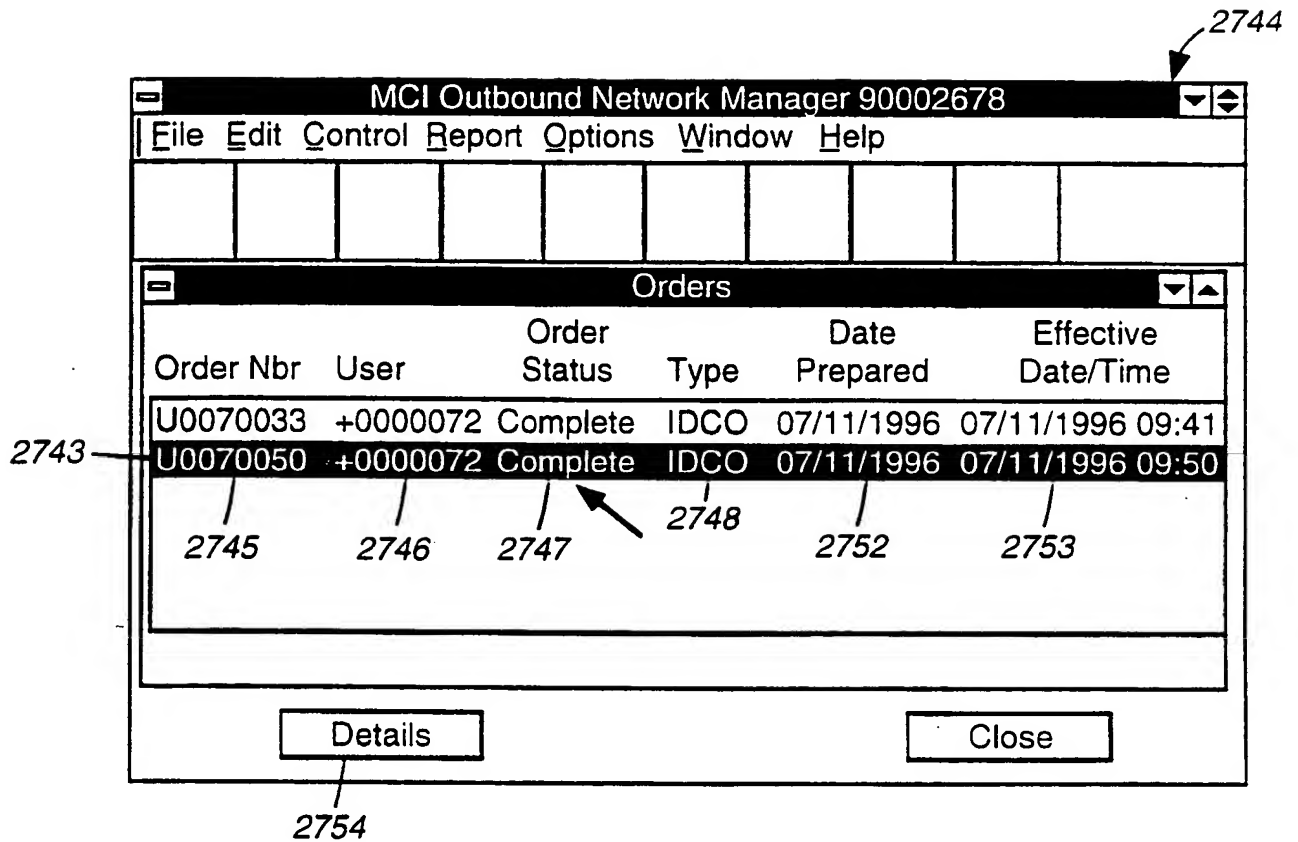 2744
MCI Outbound Network Manager 90002678
File Edit Control Report Options Window Help
Orders
Order Nbr User Order Status Type Date Prepared Effective Date/Time
U0070033 +0000072 Complete IDCO 07/11/1996 07/11/1996 09:41
2743 U0070050 +0000072 Complete IDCO 07/11/1996 07/11/1996 09:50
2745 2746 2747 2748 2752 2753
Details Close
2754